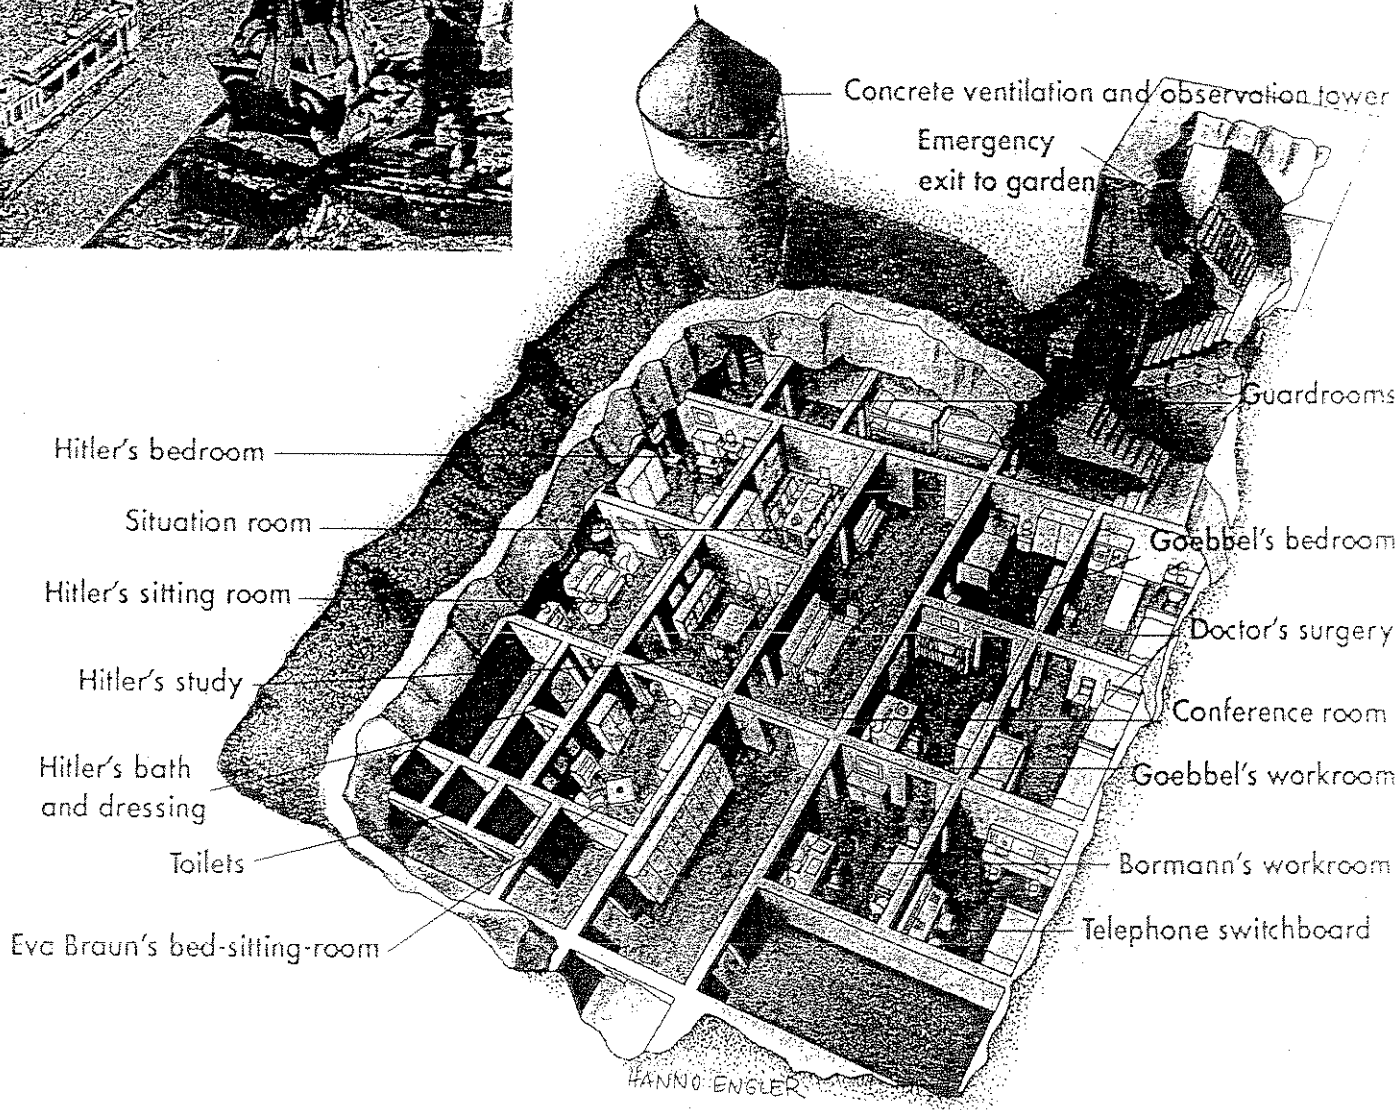 Concrete ventilation and observation tower
Emergency
exit to garden
Guardrooms
Hitler's bedroom
Situation room
Goebbel's bedroom
Hitler's sitting room
Doctor's surgery
Hitler's study
Conference room
Hitler's bath
and dressing
Goebbel's workroom
Toilets
Bormann's workroom
Telephone switchboard
Eva Braun's bed-sitting-room
HANNO ENGLER